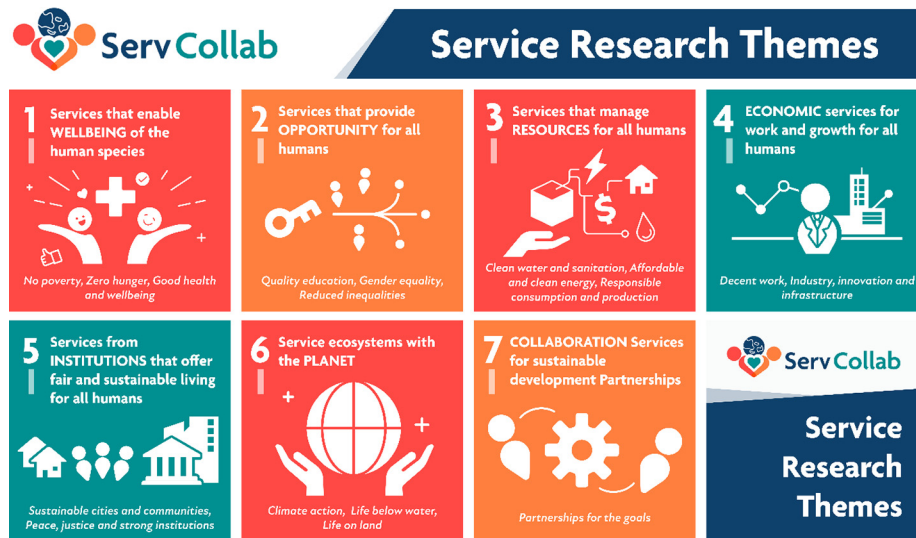 ServCollab
Service Research Themes
1
Services that enable
WELLBEING of the
human species
No poverty, Zero hunger, Good health
and wellbeing
2
Services that provide
OPPORTUNITY for all
humans
Quality education, Gender equality,
Reduced inequalities
3
Services that manage
RESOURCES for all humans
$
Clean water and sanitation, Affordable
and clean energy, Responsible
consumption and production
4
ECONOMIC services for
work and growth for all
humans
Decent work, Industry, innovation and
infrastructure
5
Services from
INSTITUTIONS that offer
fair and sustainable living
for all humans
Sustainable cities and communities,
Peace, justice and strong institutions
6
Service ecosystems with
the PLANET
Climate action, Life below water,
Life on land
7
COLLABORATION Services
for sustainable
development Partnerships
Partnerships for the goals
ServCollab
Service
Research
Themes